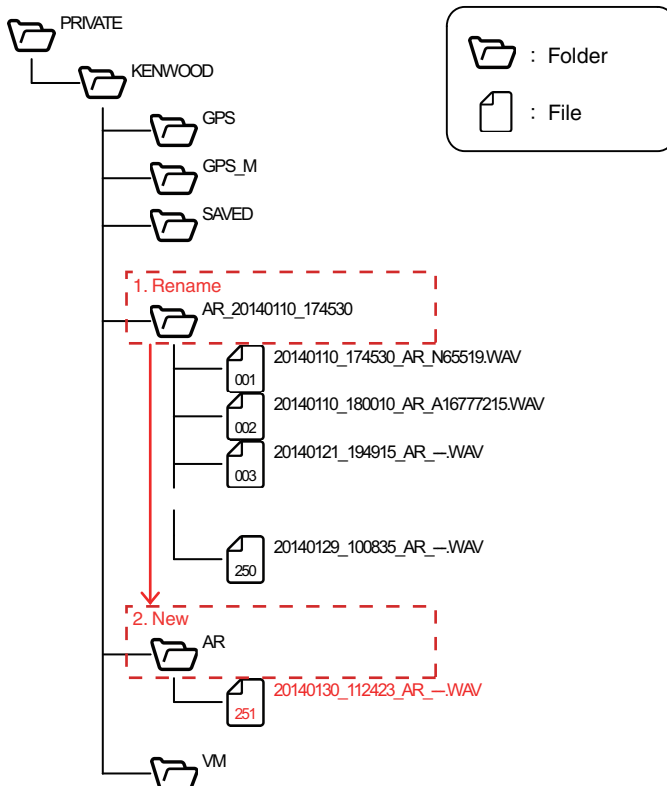 PRIVATE
KENWOOD
: Folder
: File
GPS
GPS_M
SAVED
1. Rename
AR_20140110_174530
20140110_174530_AR_N65519.WAV
001
20140110_180010_AR_A16777215.WAV
002
20140121_194915_AR_---.WAV
003
20140129_100835_AR_---.WAV
250
2. New
AR
20140130_112423_AR_---.WAV
251
VM